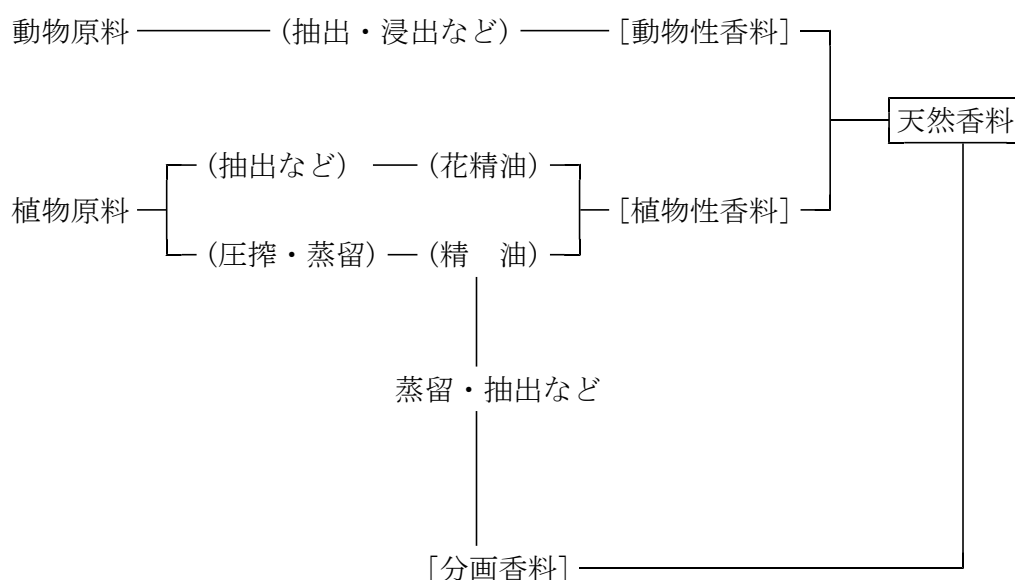 動物原料 (抽出・浸出など) [動物性香料]
天然香料
(抽出など) (花精油)
植物原料 [植物性香料]
(圧搾・蒸留) (精 油)
蒸留・抽出など
[分画香料]